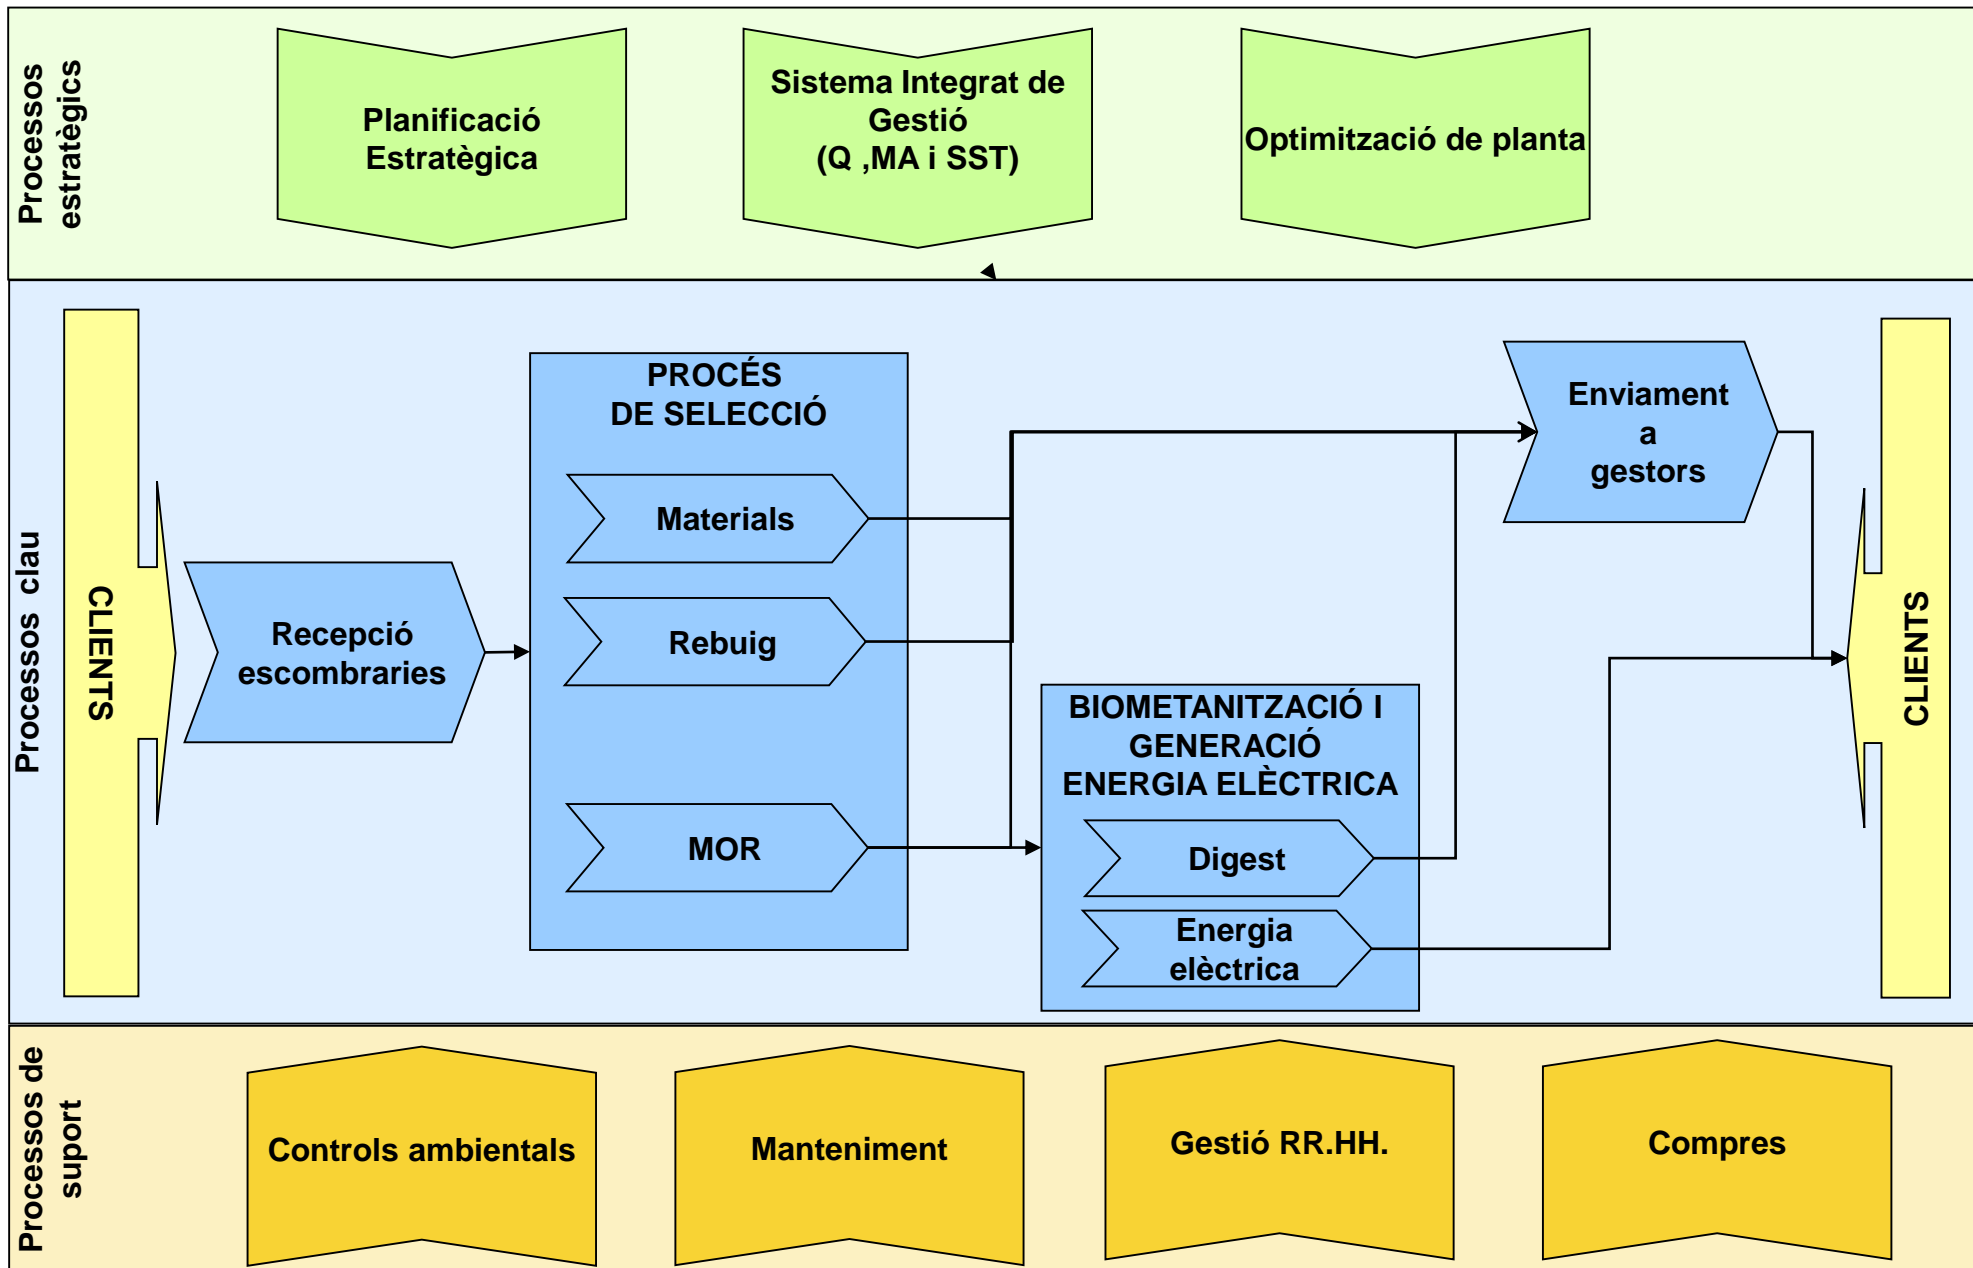 Processos
estratègics
Planificació
Estratègica
Sistema Integrat de
Gestió
(Q ,MA i SST)
Optimització de planta
Processos clau
CLIENTS
Recepció
escombraries
PROCÉS
DE SELECCIÓ
Materials
Rebuig
MOR
BIOMETANITZACIÓ I
GENERACIÓ
ENERGIA ELÈCTRICA
Digest
Energia
elèctrica
Enviament
a
gestors
CLIENTS
Processos de
suport
Controls ambientals
Manteniment
Gestió RR.HH.
Compres